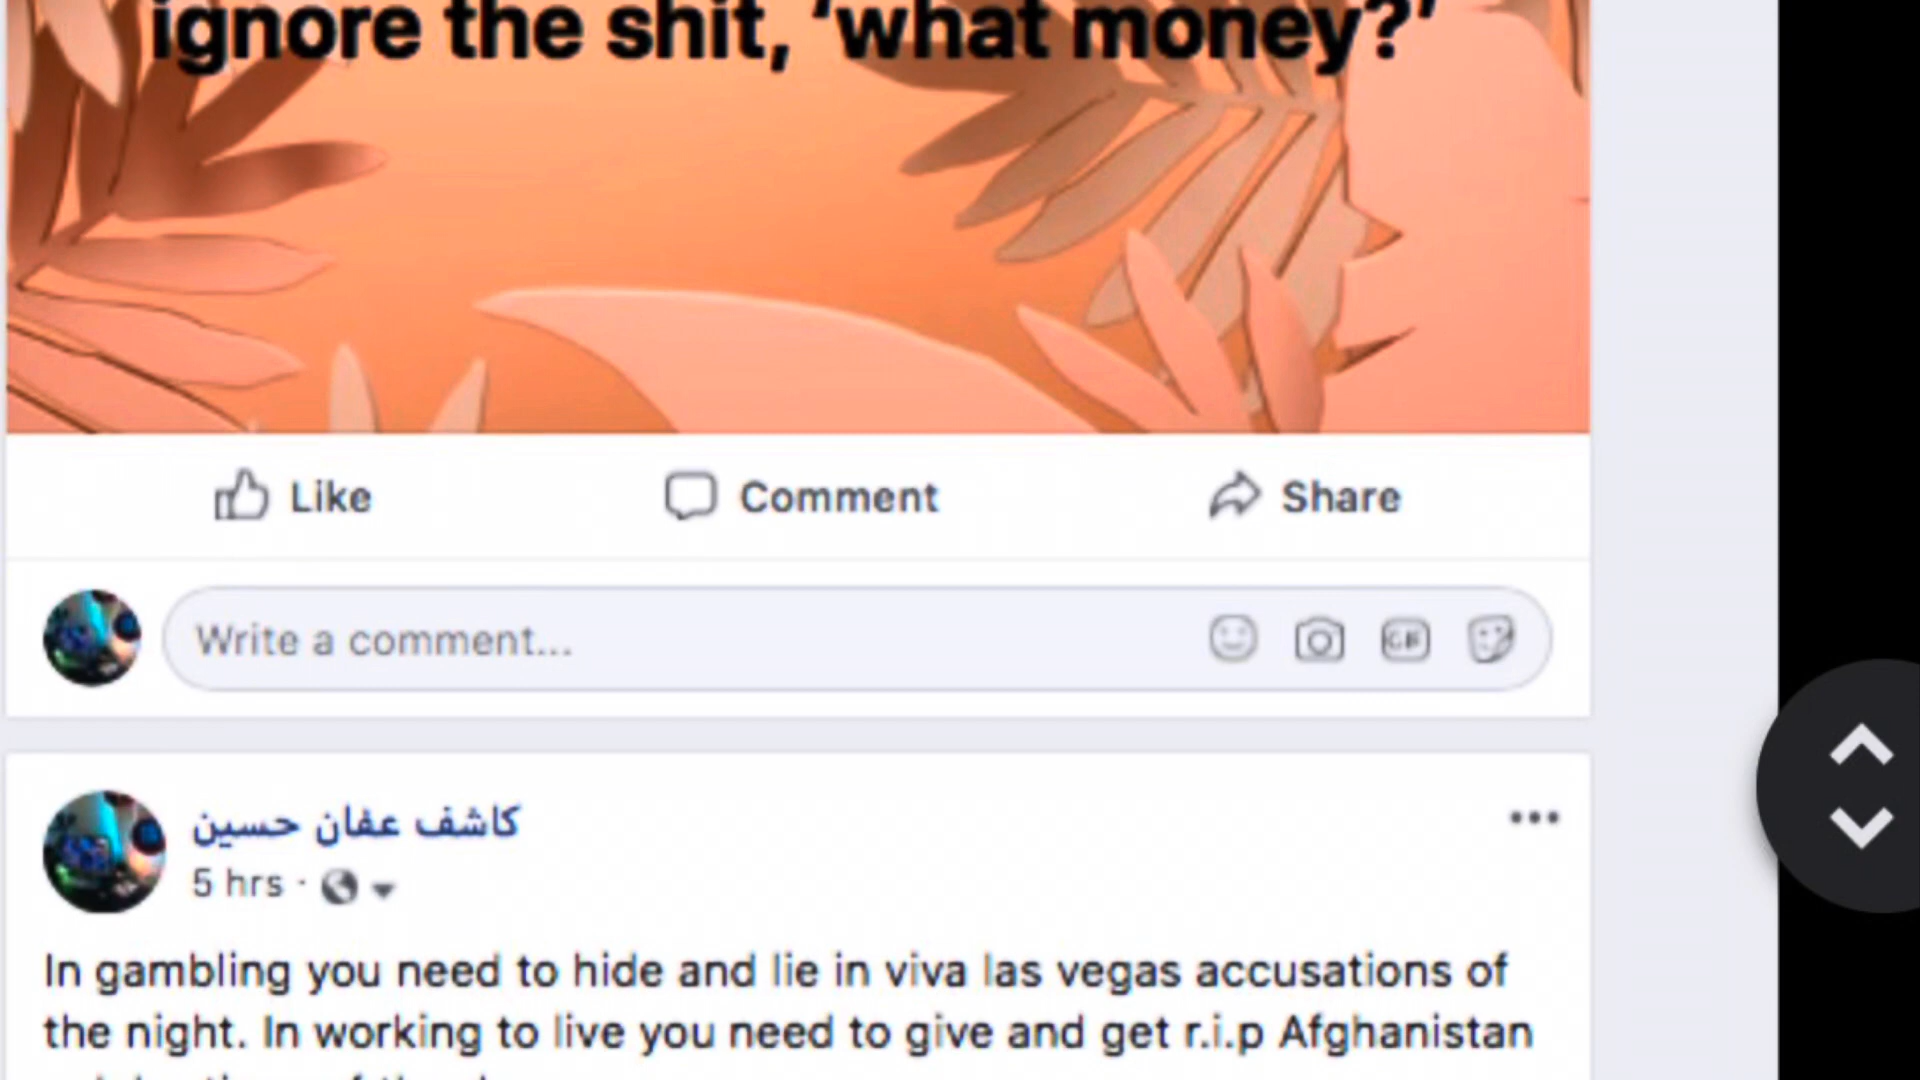 ignore the shit, ‘what money?’
Like Comment Share
Write a comment...
GIF
كاشف عفان حسين
5 hrs ·
In gambling you need to hide and lie in viva las vegas accusations of
the night. In working to live you need to give and get r.i.p Afghanistan